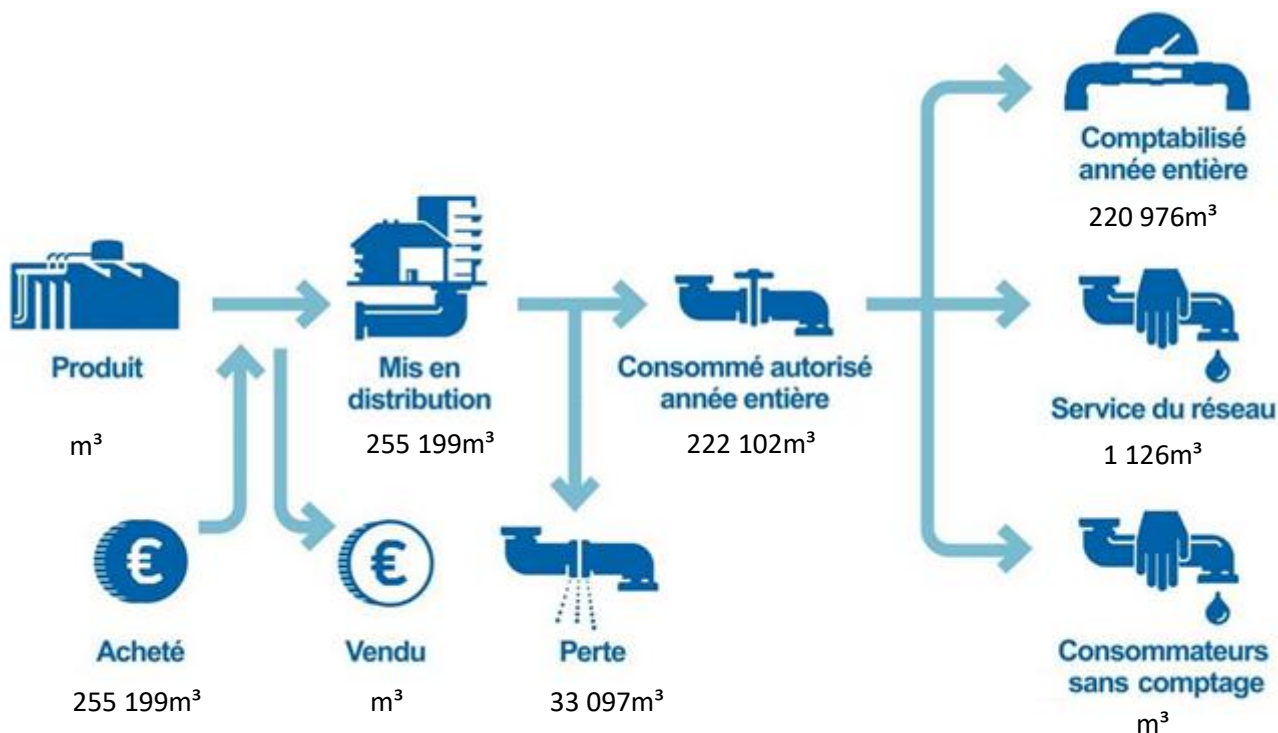 Comptabilisé
année entière
220 976m³
Produit
m³
Mis en
distribution
255 199m³
Consommé autorisé
année entière
222 102m³
Service du réseau
1 126m³
€
Acheté
255 199m³
€
Vendu
m³
Perte
33 097m³
Consommateurs
sans comptage
m³